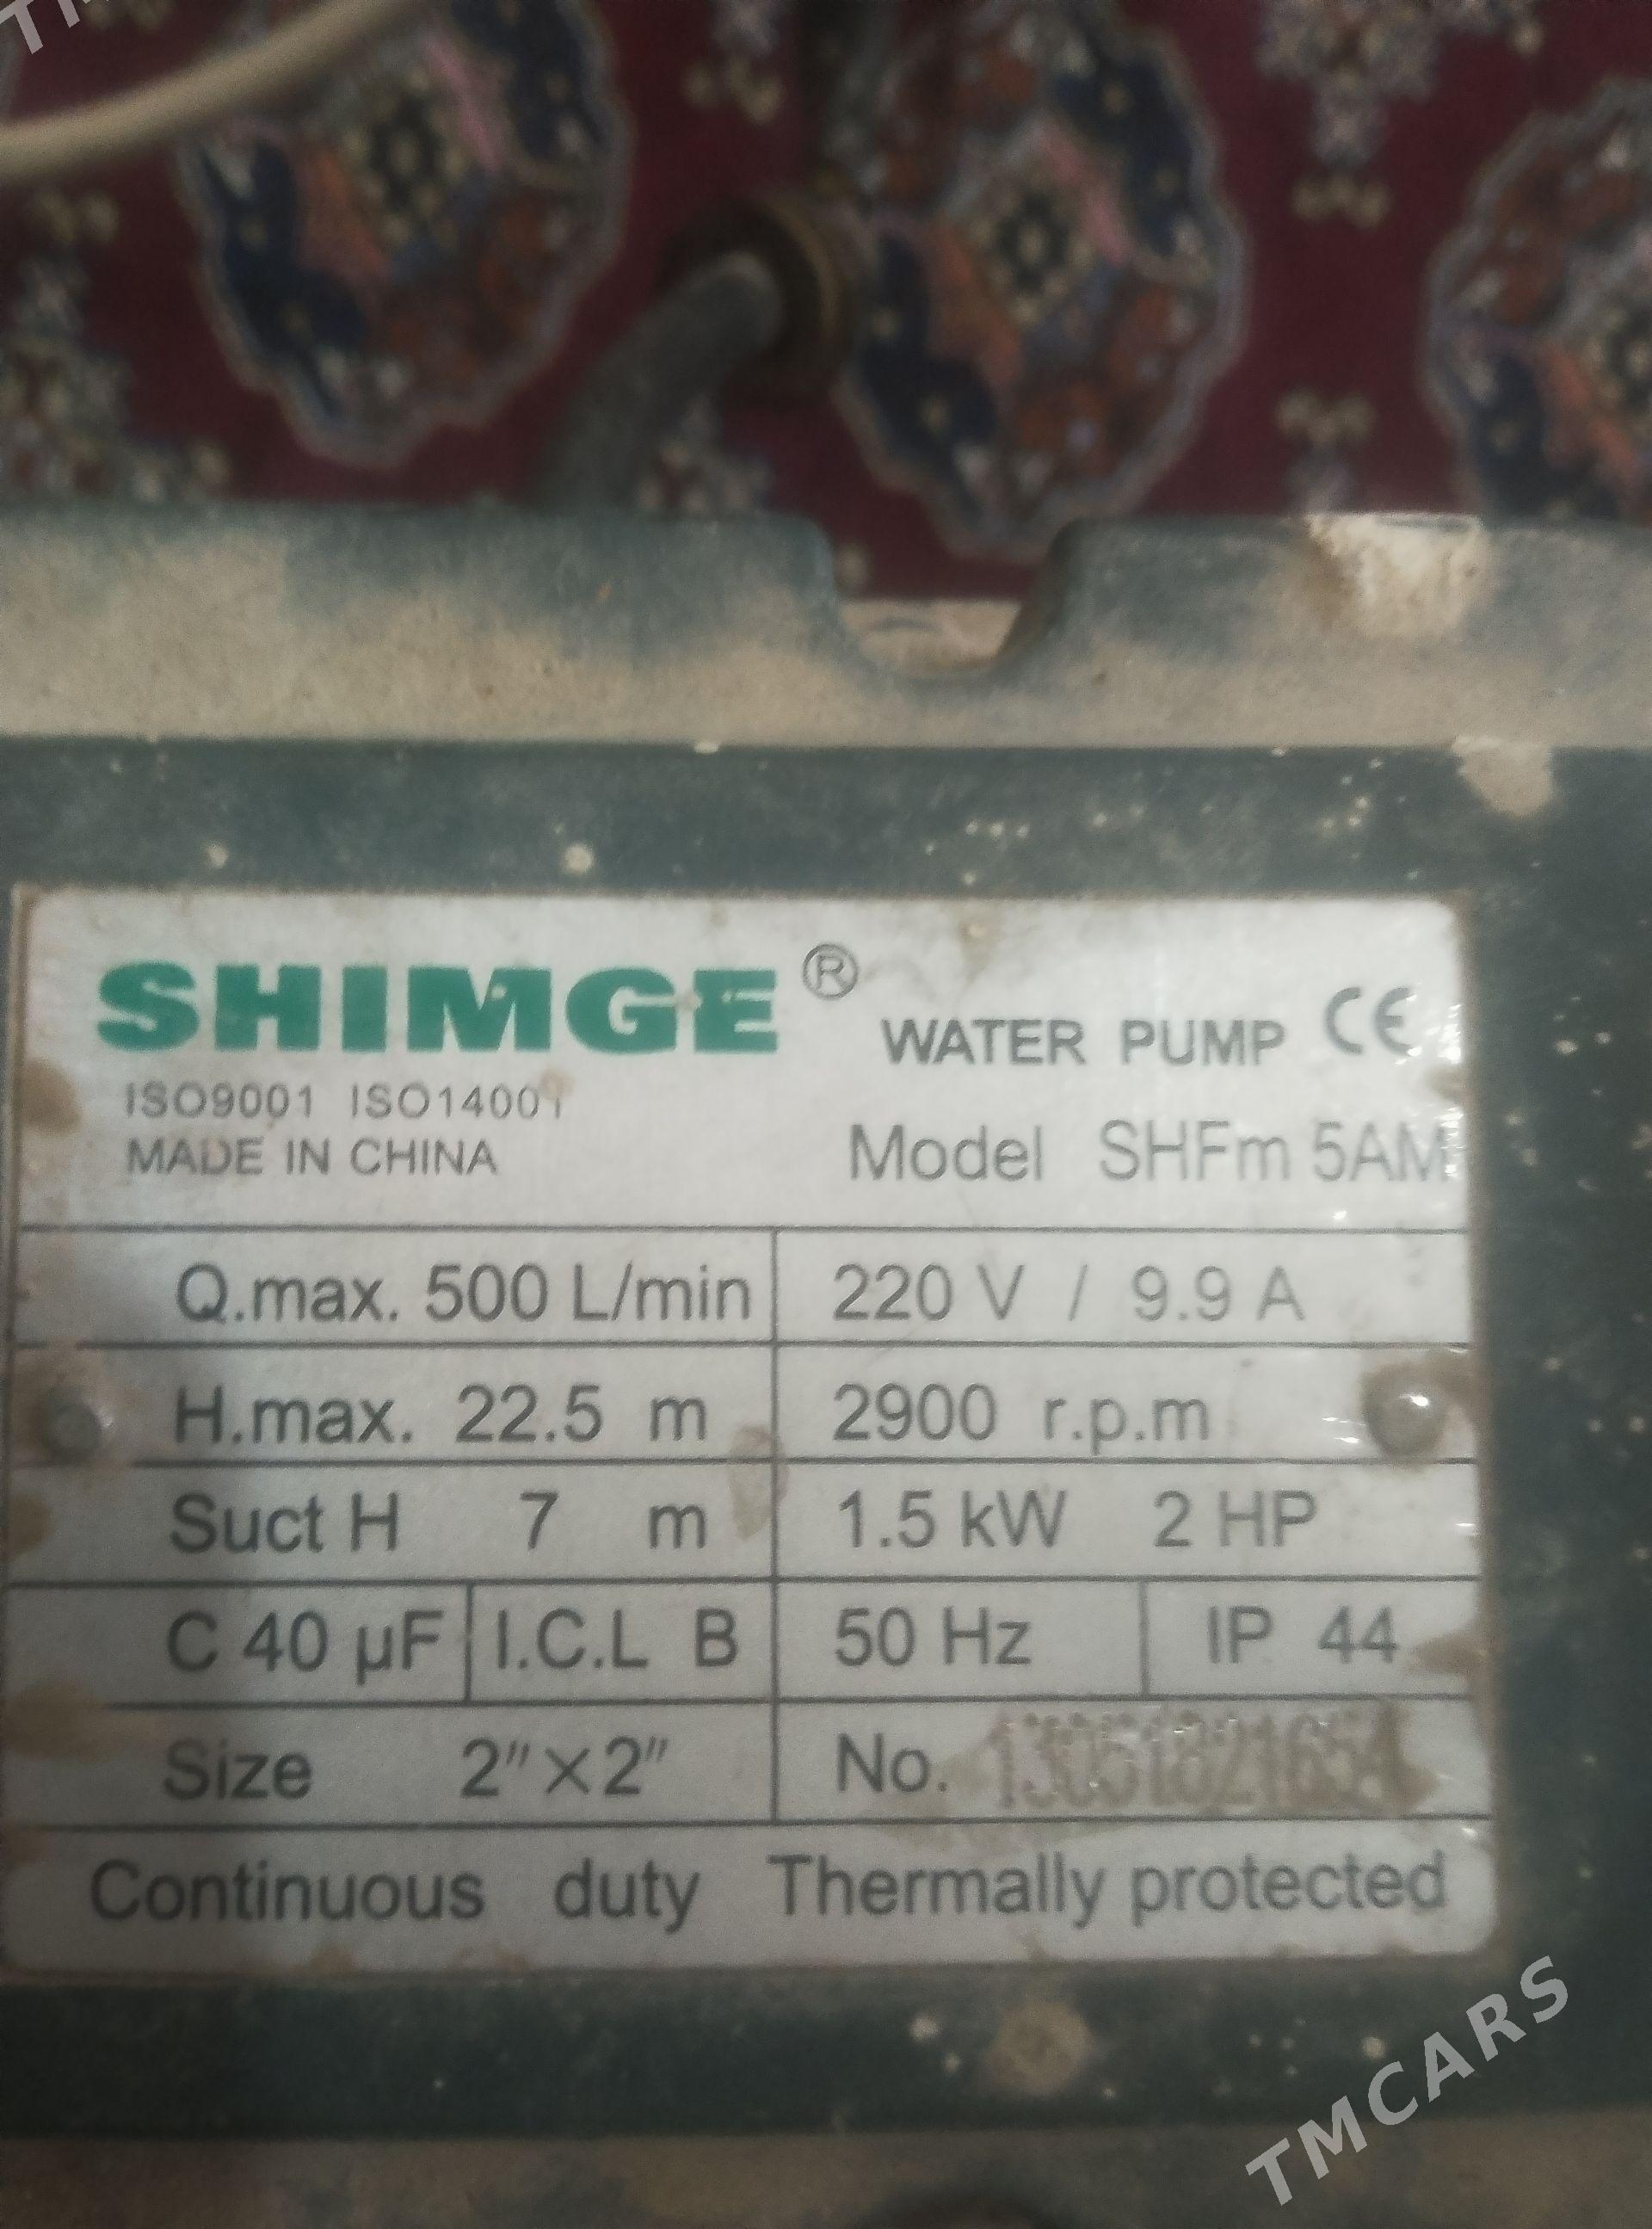 SHIMGE ®
WATER PUMP CE
ISO9001 ISO14001
MADE IN CHINA
Model SHFm 5AM
Q.max. 500 L/min 220 V / 9.9 A
H.max. 22.5 m 2900 r.p.m
Suct H 7 m 1.5 kW 2 HP
C 40 µF I.C.L B 50 Hz IP 44
Size 2"×2" No.
Continuous duty Thermally protected
TMCARS